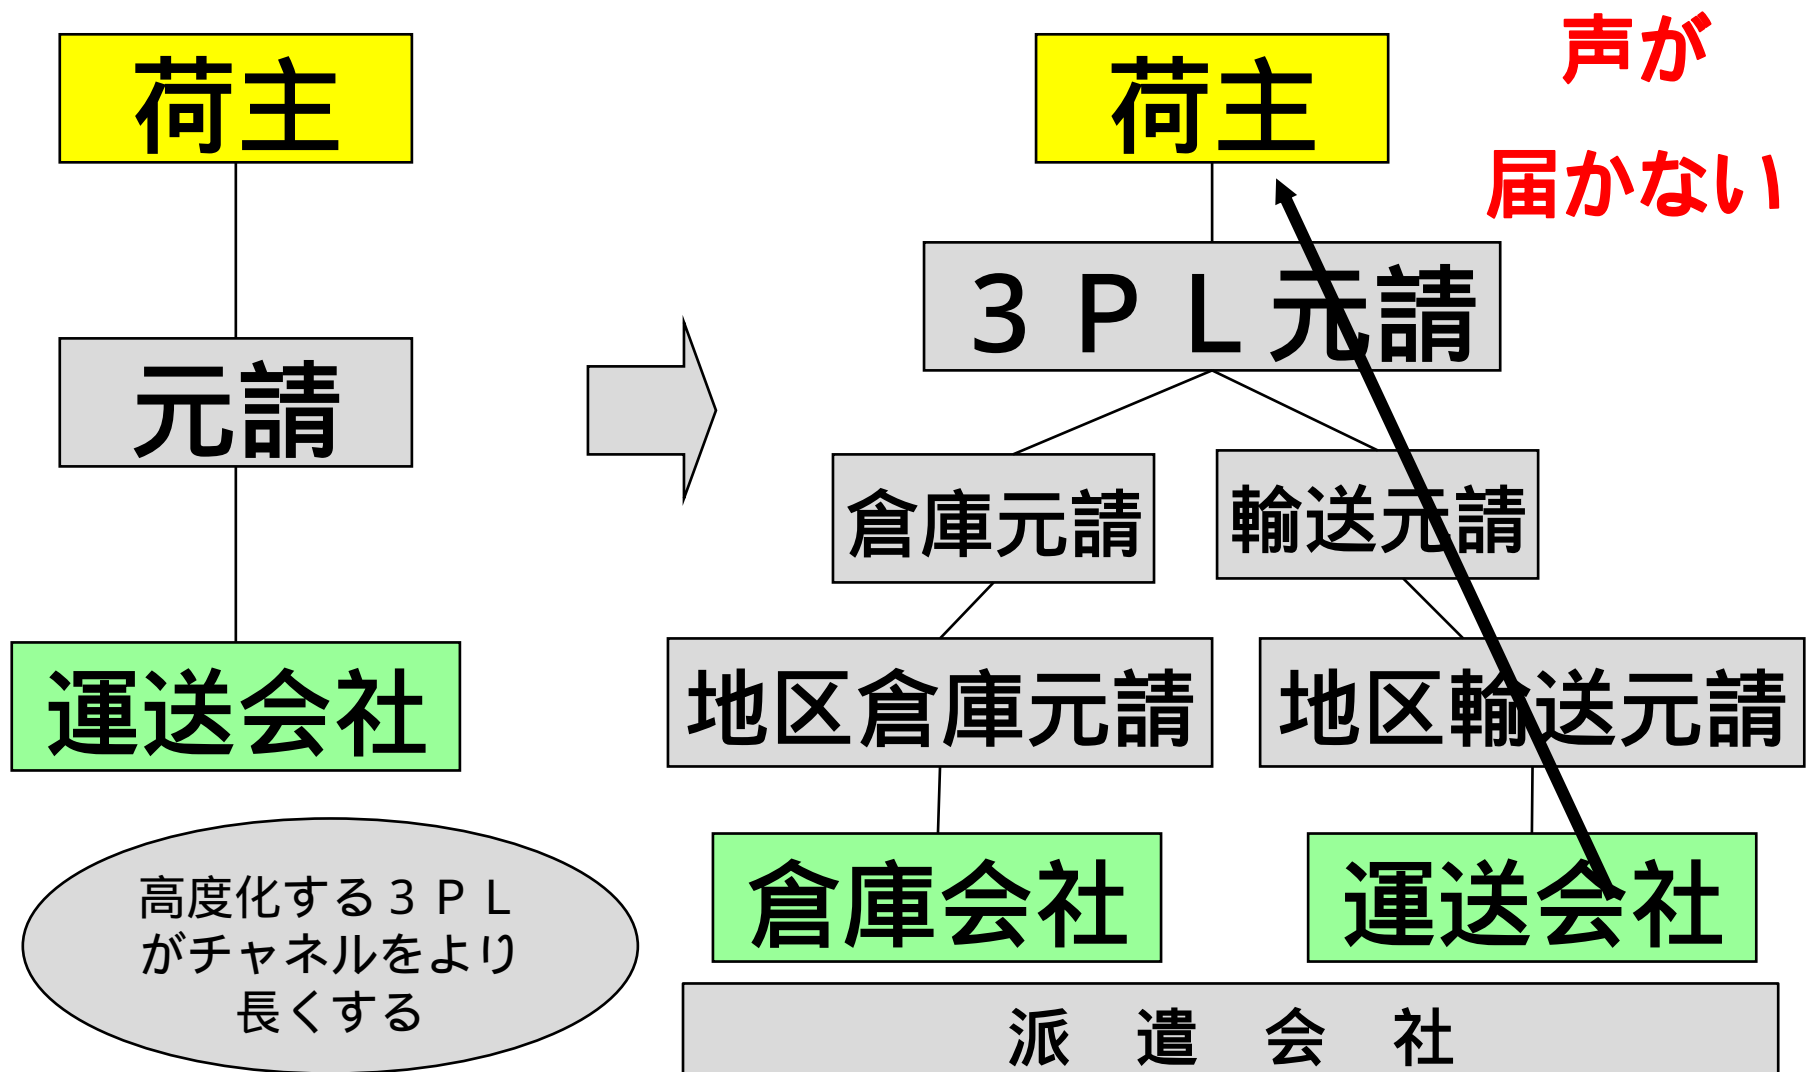 荷主
元請
運送会社
高度化する３ＰＬ
がチャネルをより
長くする
荷主
声が
届かない
３ＰＬ元請
倉庫元請
輸送元請
地区倉庫元請
地区輸送元請
倉庫会社
運送会社
派　遣　会　社